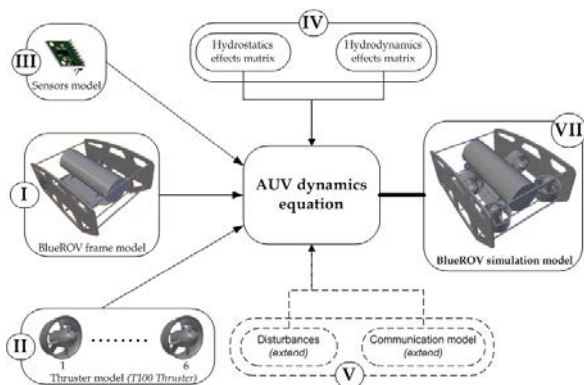 IV
Hydrostatics
effects matrix
Hydrodynamics
effects matrix
III
Sensors model
VII
I
BlueROV frame model
AUV dynamics
equation
BlueROV simulation model
II
1
6
Thruster model (T100 Thruster)
Disturbances
(extend)
Communication model
(extend)
V